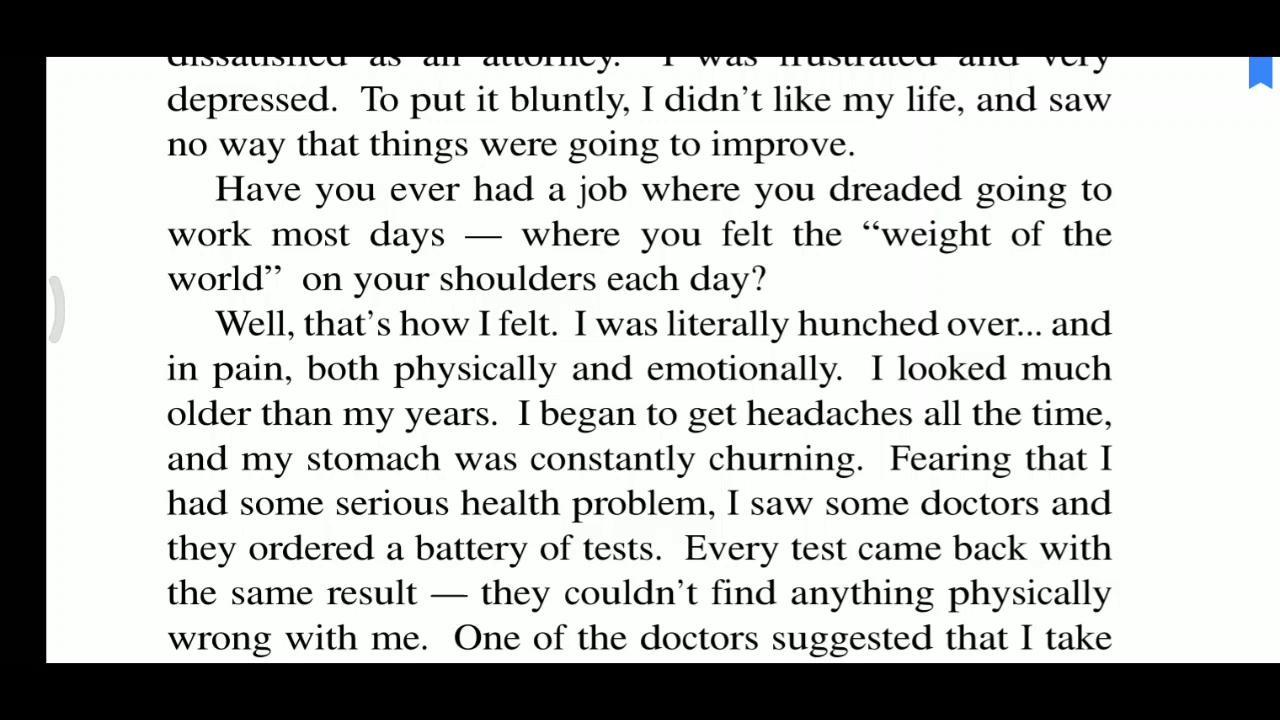 dissatisfied as an attorney. I was frustrated and very
depressed. To put it bluntly, I didn't like my life, and saw
no way that things were going to improve.
Have you ever had a job where you dreaded going to
work most days — where you felt the “weight of the
world” on your shoulders each day?
Well, that's how I felt. I was literally hunched over... and
in pain, both physically and emotionally. I looked much
older than my years. I began to get headaches all the time,
and my stomach was constantly churning. Fearing that I
had some serious health problem, I saw some doctors and
they ordered a battery of tests. Every test came back with
the same result — they couldn't find anything physically
wrong with me. One of the doctors suggested that I take